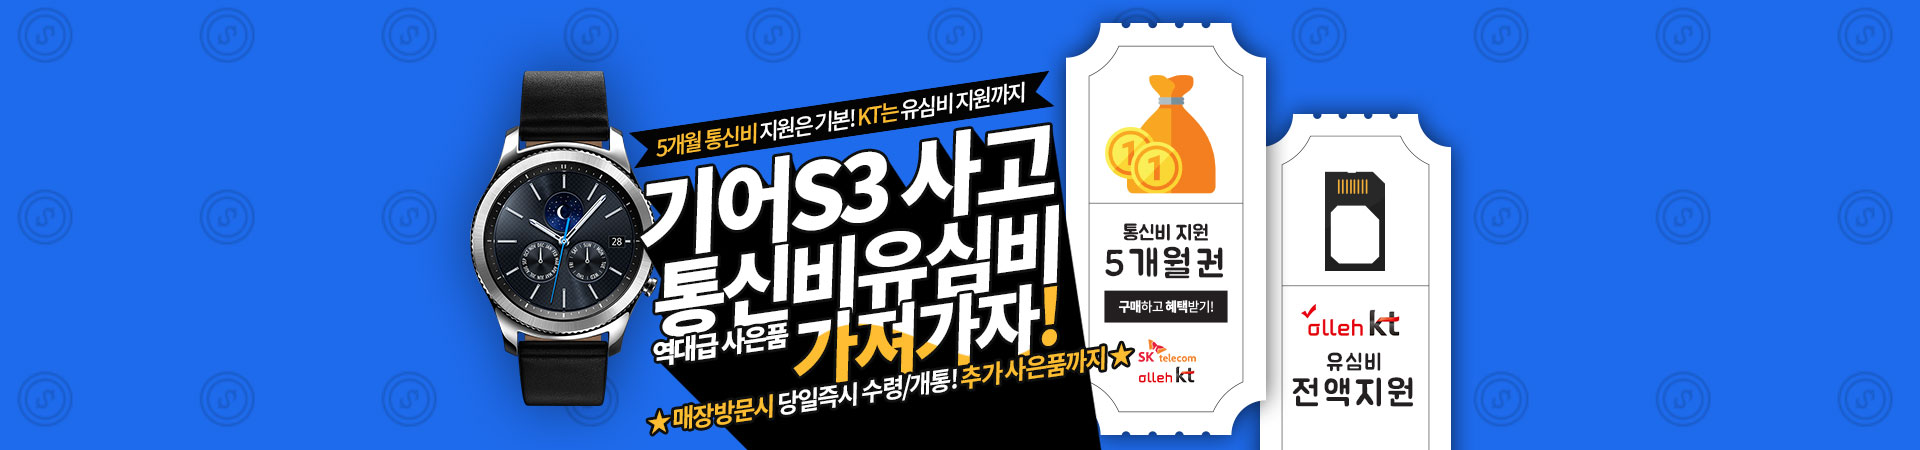 5개월 통신비 지원은 기본! KT는 유심비 지원까지
기어S3 사고
통신비유심비
역대급 사은품 가져가자!
★매장방문시 당일즉시 수령/개통! 추가 사은품까지★
28
통신비 지원
5개월권
구매하고 혜택받기!
SK telecom
olleh kt
olleh kt
유심비
전액지원